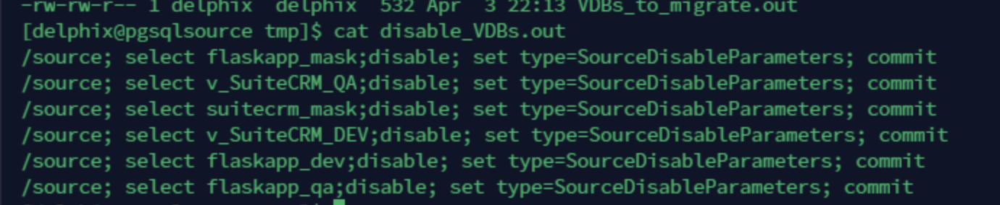 -rw-rw-r-- 1 delphix  delphix  532 Apr  3 22:13 VDBs_to_migrate.out
[delphix@pgsqlsource tmp]$ cat disable_VDBs.out
/source; select flaskapp_mask;disable; set type=SourceDisableParameters; commit
/source; select v_SuiteCRM_QA;disable; set type=SourceDisableParameters; commit
/source; select suitecrm_mask;disable; set type=SourceDisableParameters; commit
/source; select v_SuiteCRM_DEV;disable; set type=SourceDisableParameters; commit
/source; select flaskapp_dev;disable; set type=SourceDisableParameters; commit
/source; select flaskapp_qa;disable; set type=SourceDisableParameters; commit